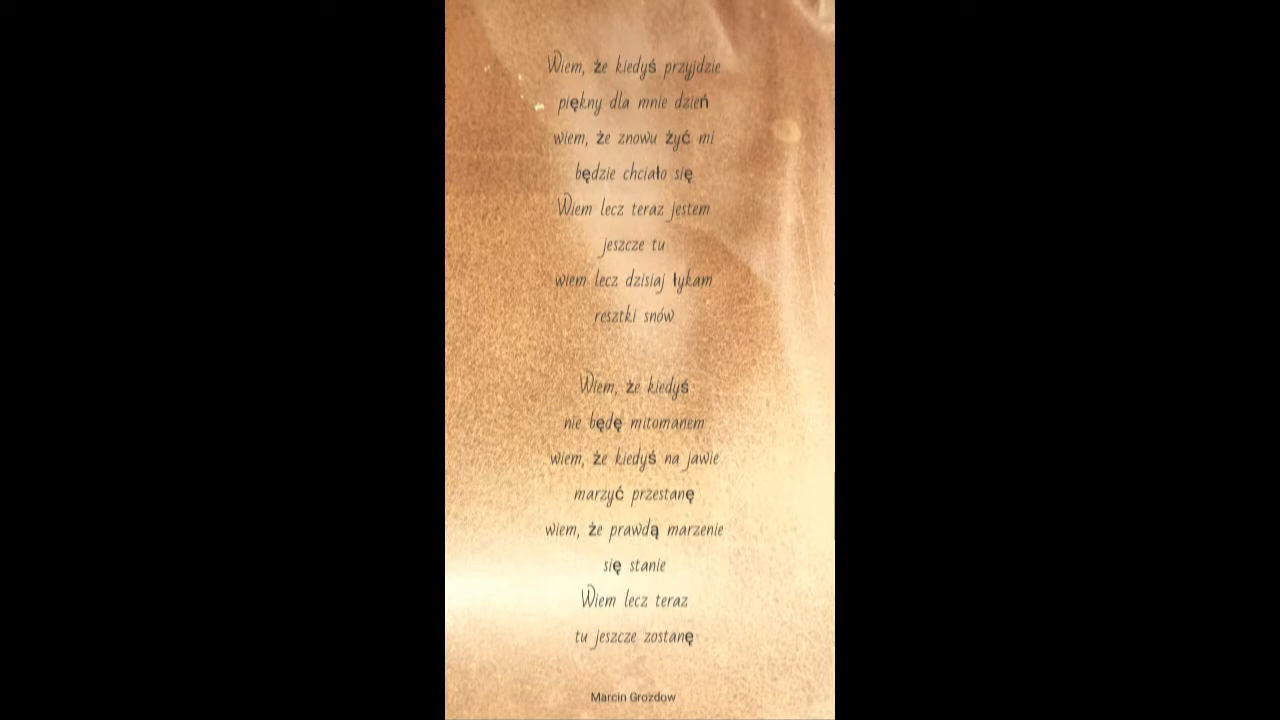 Wiem, że kiedyś przyjdzie
piękny dla mnie dzień
wiem, że znowu żyć mi
będzie chciało się
Wiem lecz teraz jestem
jeszcze tu
wiem lecz dzisiaj łykam
resztki snów
Wiem, że kiedyś
nie będę mitomanem
wiem, że kiedyś na jawie
marzyć przestanę
wiem, że prawdą marzenie
się stanie
Wiem lecz teraz
tu jeszcze zostanę
Marcin Grozdow